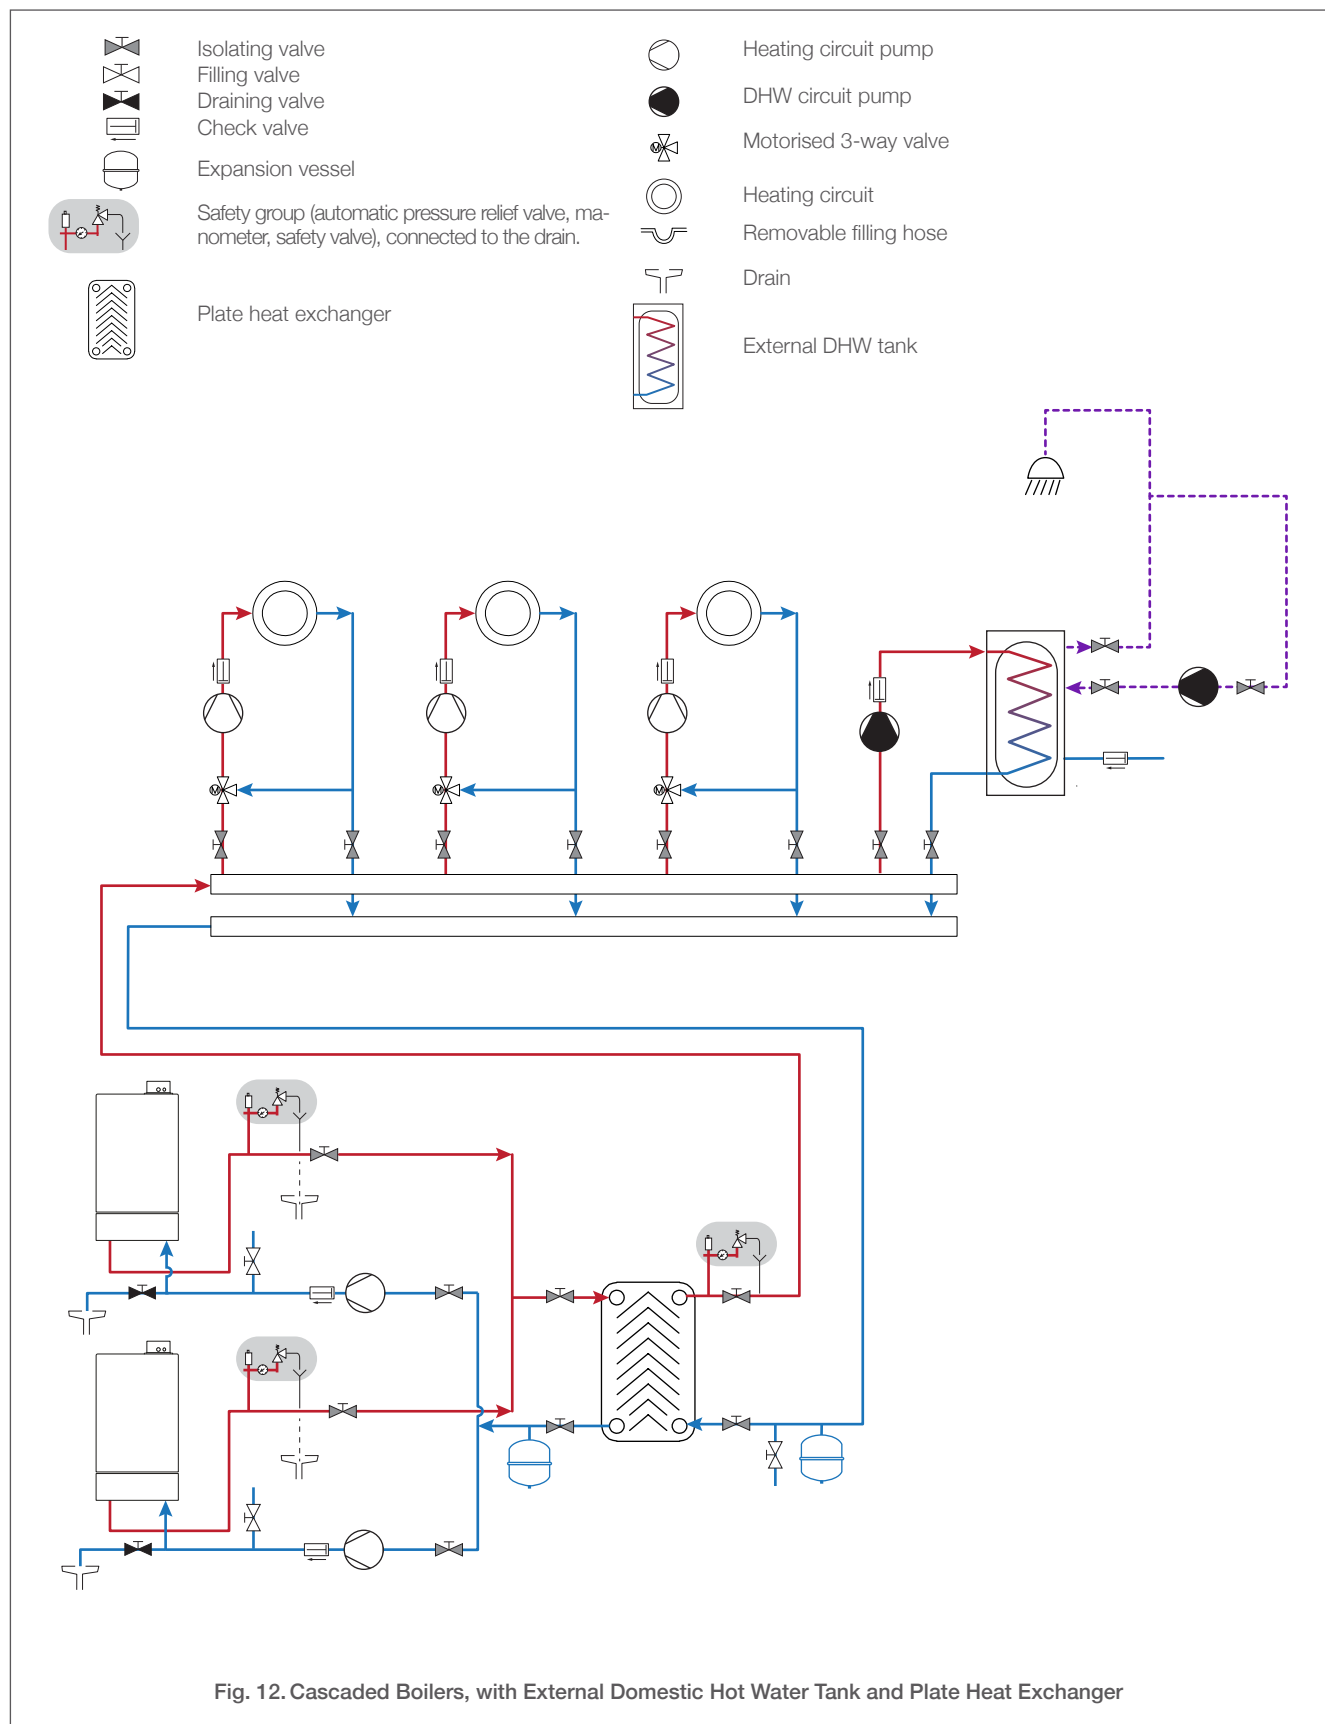 Isolating valve
Filling valve
Draining valve
Check valve
Expansion vessel
Safety group (automatic pressure relief valve, ma-
nometer, safety valve), connected to the drain.
Plate heat exchanger
Heating circuit pump
DHW circuit pump
M
Motorised 3-way valve
Heating circuit
Removable filling hose
Drain
External DHW tank
M
M
M
Fig. 12. Cascaded Boilers, with External Domestic Hot Water Tank and Plate Heat Exchanger